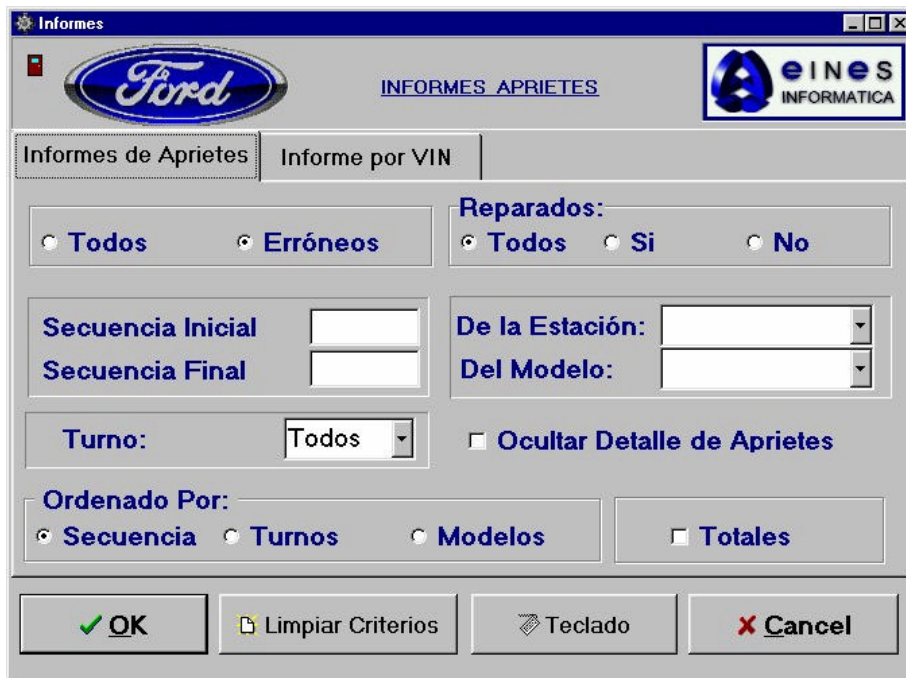 Informes
Ford
INFORMES APRIETES
eINeS
INFORMATICA
Informes de Aprietes
Informe por VIN
Todos
Erróneos
Reparados:
Todos
Si
No
Secuencia Inicial
Secuencia Final
De la Estación:
Del Modelo:
Turno:
Todos
Ocultar Detalle de Aprietes
Ordenado Por:
Secuencia
Turnos
Modelos
Totales
OK
Limpiar Criterios
Teclado
Cancel